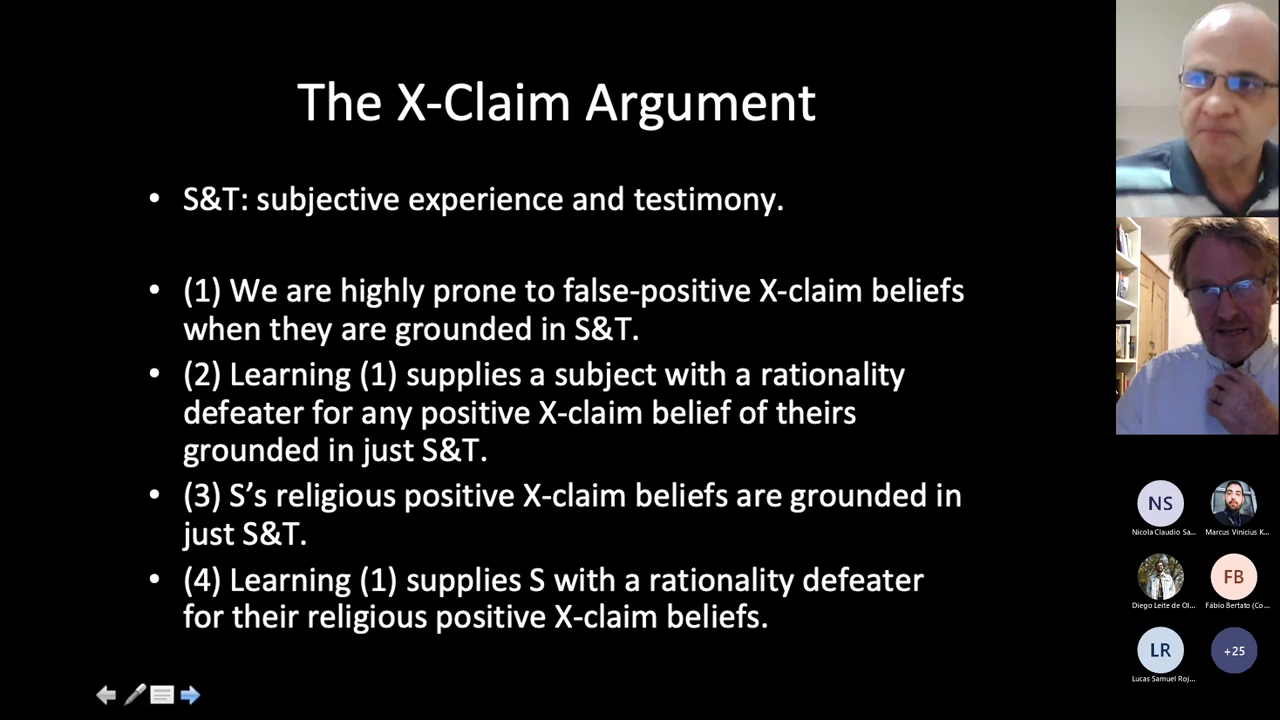 The X-Claim Argument
• S&T: subjective experience and testimony.
• (1) We are highly prone to false-positive X-claim beliefs
when they are grounded in S&T.
• (2) Learning (1) supplies a subject with a rationality
defeater for any positive X-claim belief of theirs
grounded in just S&T.
• (3) S’s religious positive X-claim beliefs are grounded in
just S&T.
• (4) Learning (1) supplies S with a rationality defeater
for their religious positive X-claim beliefs.
NS
Nicola Claudio Sa...
Marcus Vinicius K...
Diego Leite de Ol...
FB
Fábio Bertato (Co...
LR
Lucas Samuel Roj...
+25